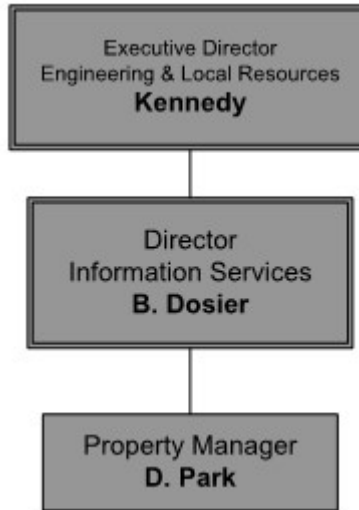 Executive Director
Engineering & Local Resources
Kennedy
Director
Information Services
B. Dosier
Property Manager
D. Park